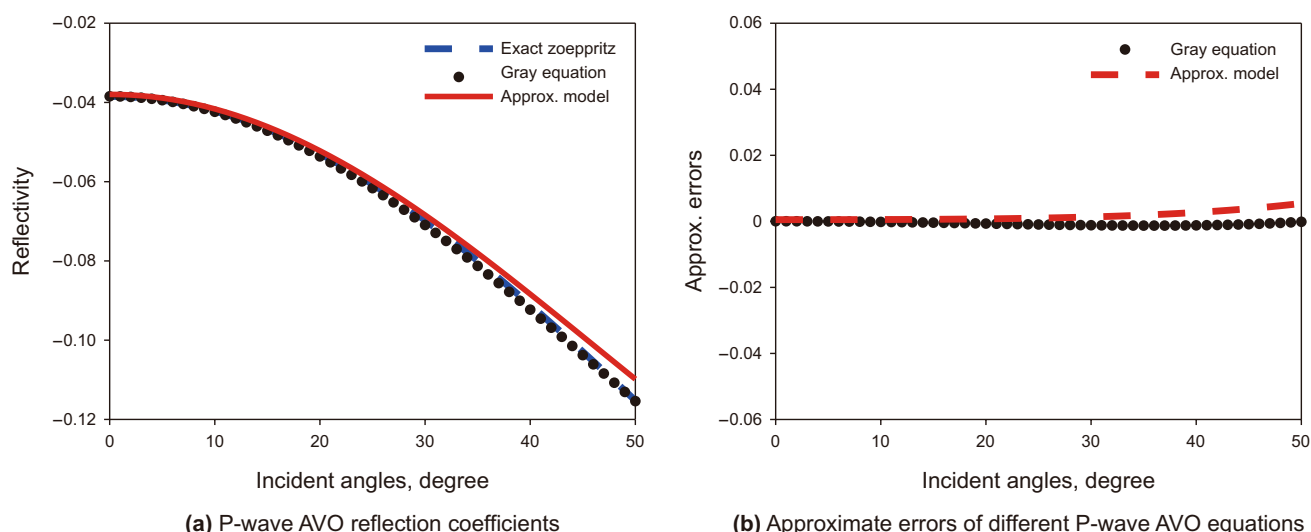 −0.02
−0.04
−0.06
−0.08
−0.10
−0.12
Reflectivity
Exact zoeppritz
Gray equation
Approx. model
0
10
20
30
40
50
Incident angles, degree
(a) P-wave AVO reflection coefficients
0.06
0.04
0.02
0
−0.02
−0.04
−0.06
Approx. errors
Gray equation
Approx. model
0
10
20
30
40
50
Incident angles, degree
(b) Approximate errors of different P-wave AVO equations